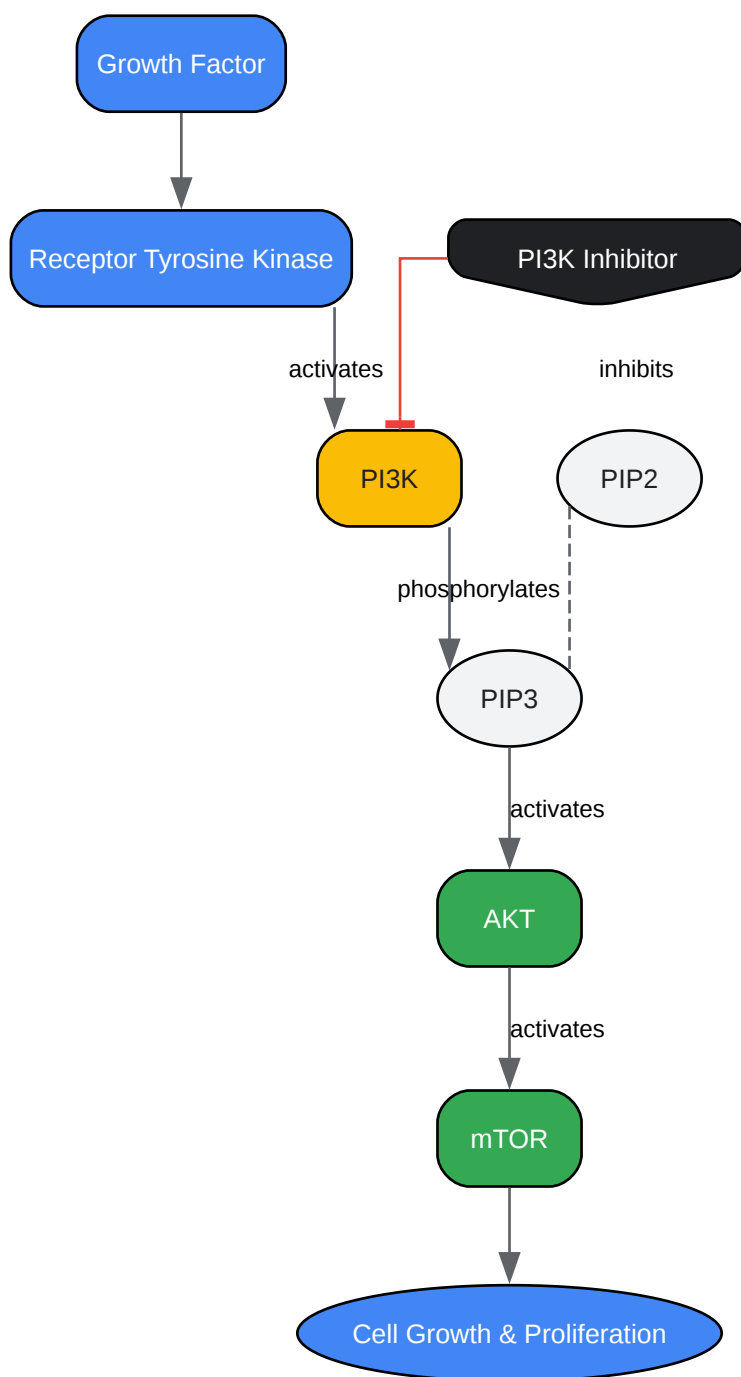 Growth Factor
Receptor Tyrosine Kinase
PI3K Inhibitor
activates
inhibits
PI3K
PIP2
phosphorylates
PIP3
activates
AKT
activates
mTOR
Cell Growth & Proliferation